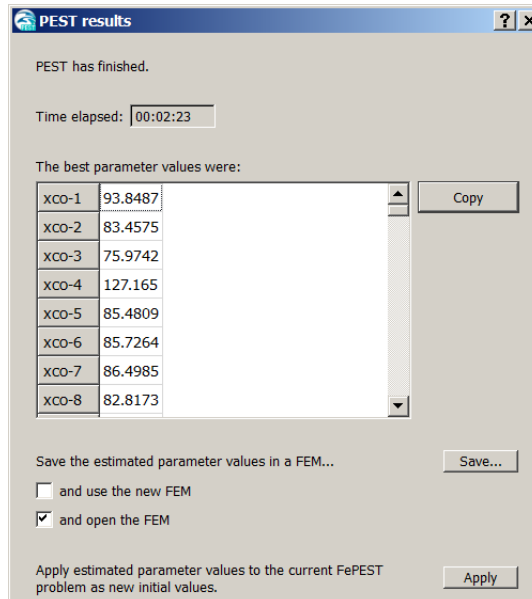 PEST results
PEST has finished.
Time elapsed: 00:02:23
The best parameter values were:
xco-1 93.8487
xco-2 83.4575
xco-3 75.9742
xco-4 127.165
xco-5 85.4809
xco-6 85.7264
xco-7 86.4985
xco-8 82.8173
Copy
Save the estimated parameter values in a FEM...
Save...
and use the new FEM
and open the FEM
Apply estimated parameter values to the current FePEST
problem as new initial values.
Apply